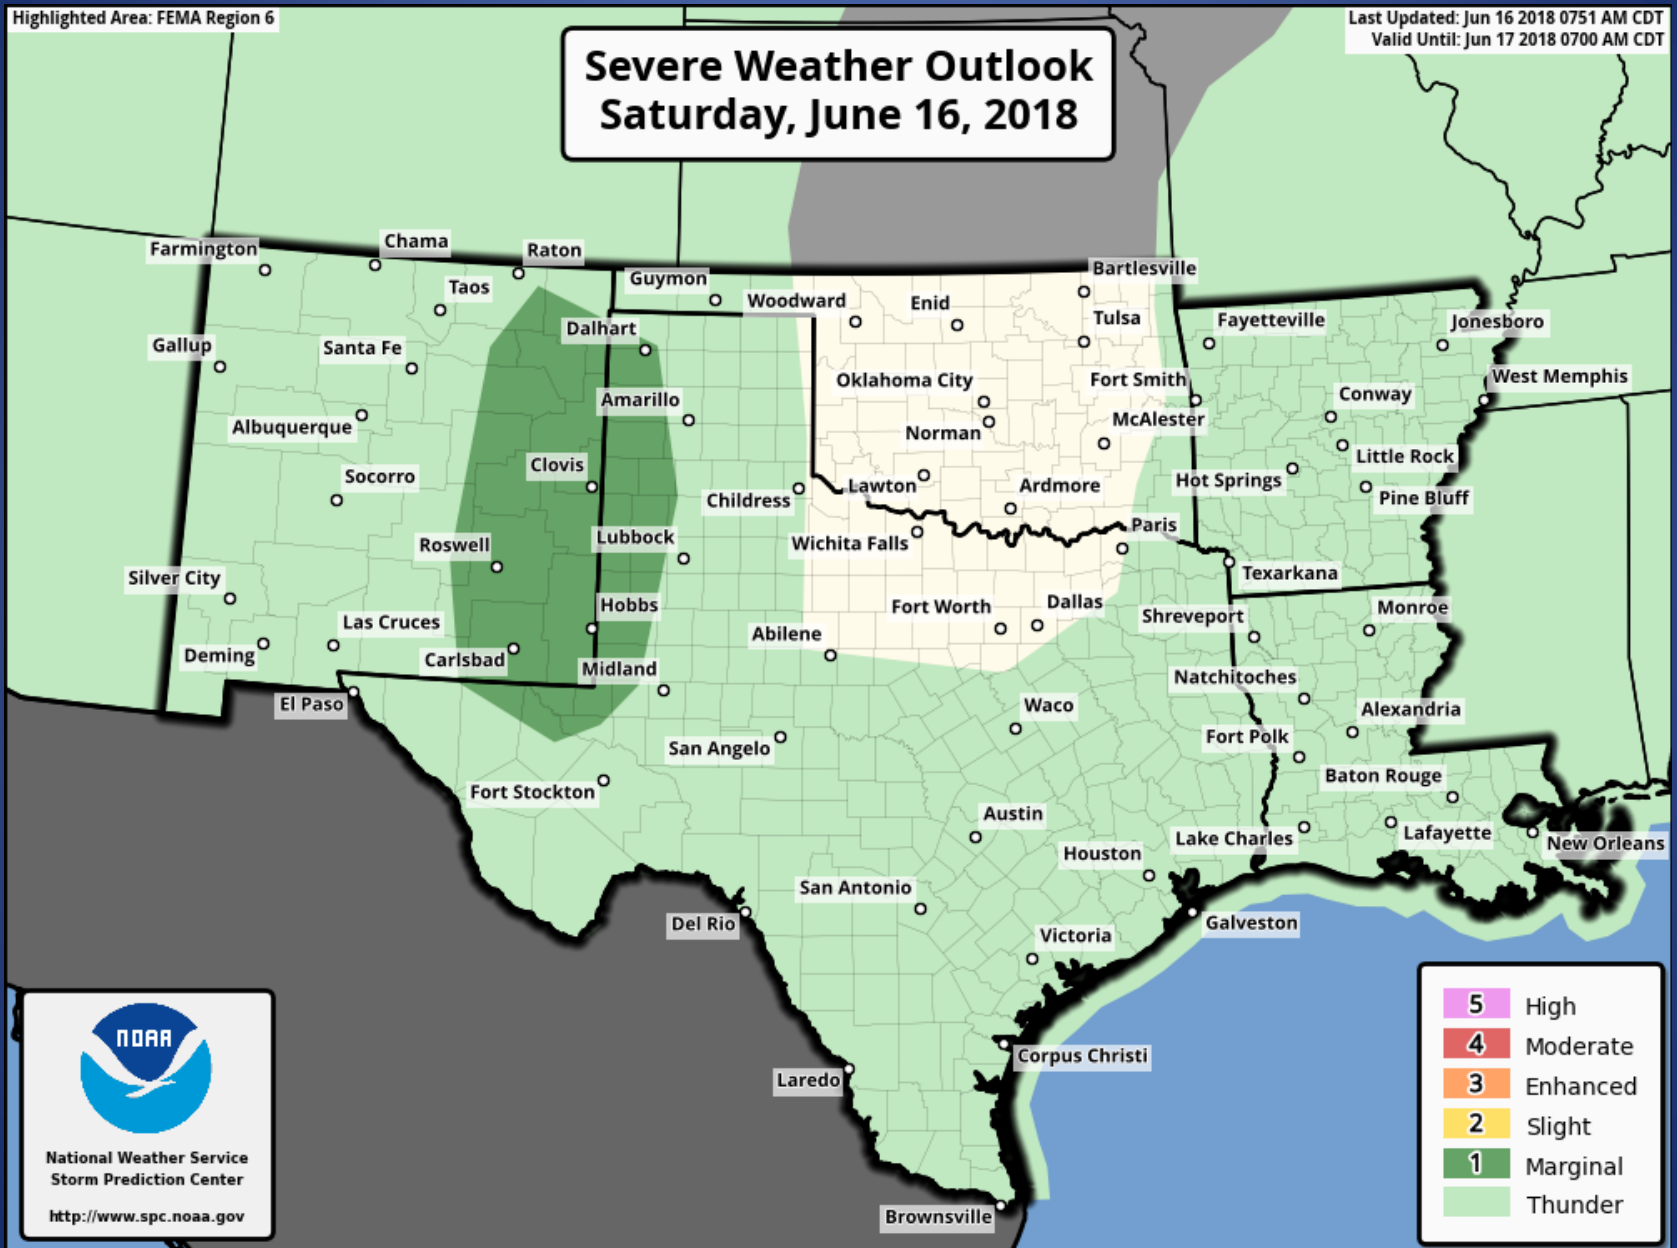 Highlighted Area: FEMA Region 6
Last Updated: Jun 16 2018 0751 AM CDT
Valid Until: Jun 17 2018 0700 AM CDT
Severe Weather Outlook
Saturday, June 16, 2018
Farmington
Chama
Raton
Taos
Guymon
Woodward
Enid
Bartlesville
Tulsa
Fayetteville
Jonesboro
Gallup
Santa Fe
Dalhart
Oklahoma City
Fort Smith
West Memphis
Albuquerque
Amarillo
Norman
McAlester
Conway
Little Rock
Socorro
Clovis
Childress
Lawton
Ardmore
Hot Springs
Pine Bluff
Roswell
Lubbock
Wichita Falls
Paris
Texarkana
Silver City
Las Cruces
Hobbs
Fort Worth
Dallas
Shreveport
Monroe
Deming
Carlsbad
Midland
Abilene
Natchitoches
El Paso
Waco
Alexandria
San Angelo
Fort Polk
Fort Stockton
Baton Rouge
Austin
Lake Charles
Lafayette
New Orleans
Houston
San Antonio
Del Rio
Galveston
Victoria
Corpus Christi
Laredo
Brownsville
NOAA
National Weather Service
Storm Prediction Center
http://www.spc.noaa.gov
5 High
4 Moderate
3 Enhanced
2 Slight
1 Marginal
Thunder